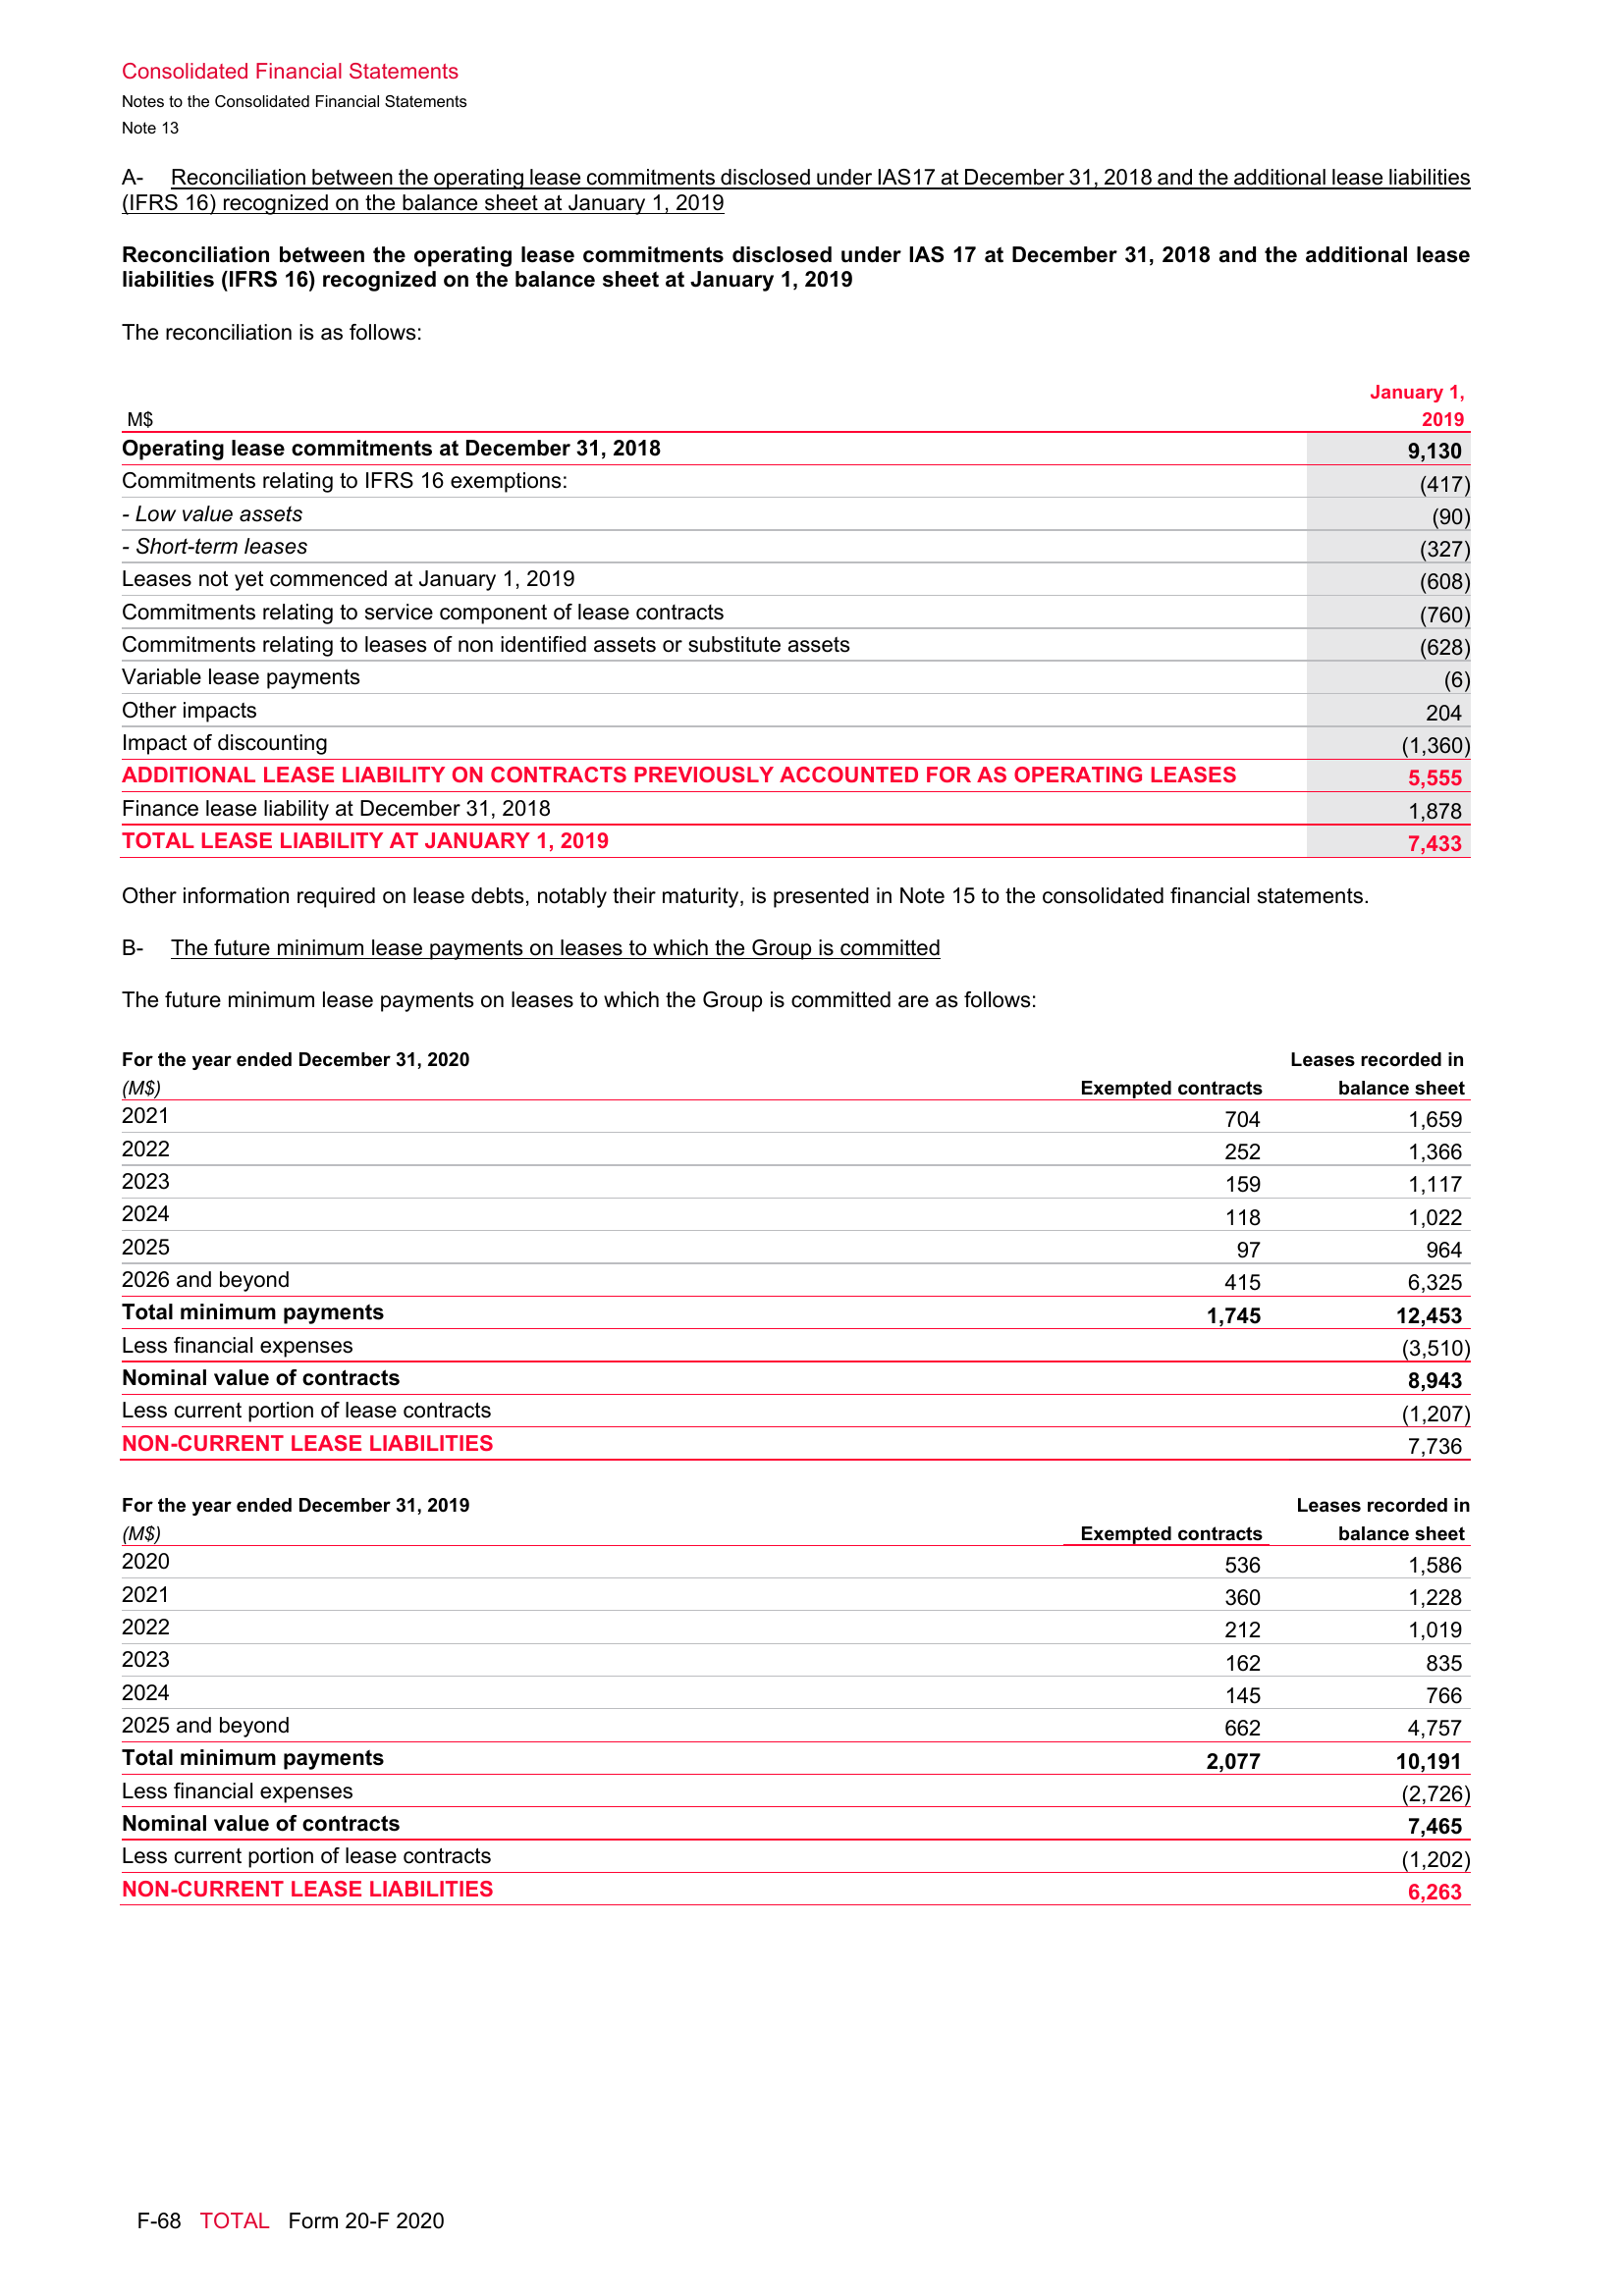 Consolidated Financial Statements
Notes to the Consolidated Financial Statements
Note 13
A- Reconciliation between the operating lease commitments disclosed under IAS17 at December 31, 2018 and the additional lease liabilities
(IFRS 16) recognized on the balance sheet at January 1, 2019
Reconciliation between the operating lease commitments disclosed under IAS 17 at December 31, 2018 and the additional lease
liabilities (IFRS 16) recognized on the balance sheet at January 1, 2019
The reconciliation is as follows:
January 1,
M$ 2019
Operating lease commitments at December 31, 2018 9,130
Commitments relating to IFRS 16 exemptions: (417)
- Low value assets (90)
- Short-term leases (327)
Leases not yet commenced at January 1, 2019 (608)
Commitments relating to service component of lease contracts (760)
Commitments relating to leases of non identified assets or substitute assets (628)
Variable lease payments (6)
Other impacts 204
Impact of discounting (1,360)
ADDITIONAL LEASE LIABILITY ON CONTRACTS PREVIOUSLY ACCOUNTED FOR AS OPERATING LEASES 5,555
Finance lease liability at December 31, 2018 1,878
TOTAL LEASE LIABILITY AT JANUARY 1, 2019 7,433
Other information required on lease debts, notably their maturity, is presented in Note 15 to the consolidated financial statements.
B- The future minimum lease payments on leases to which the Group is committed
The future minimum lease payments on leases to which the Group is committed are as follows:
For the year ended December 31, 2020 Leases recorded in
(M$) Exempted contracts balance sheet
2021 704 1,659
2022 252 1,366
2023 159 1,117
2024 118 1,022
2025 97 964
2026 and beyond 415 6,325
Total minimum payments 1,745 12,453
Less financial expenses (3,510)
Nominal value of contracts 8,943
Less current portion of lease contracts (1,207)
NON-CURRENT LEASE LIABILITIES 7,736
For the year ended December 31, 2019 Leases recorded in
(M$) Exempted contracts balance sheet
2020 536 1,586
2021 360 1,228
2022 212 1,019
2023 162 835
2024 145 766
2025 and beyond 662 4,757
Total minimum payments 2,077 10,191
Less financial expenses (2,726)
Nominal value of contracts 7,465
Less current portion of lease contracts (1,202)
NON-CURRENT LEASE LIABILITIES 6,263
F-68 TOTAL Form 20-F 2020